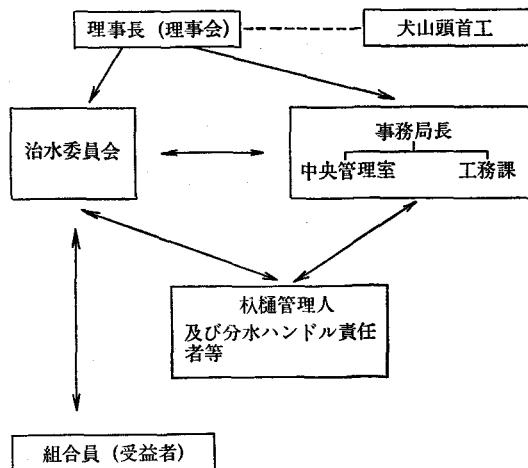 理事長（理事会）
犬山頭首工
治水委員会
事務局長
中央管理室
工務課
杁樋管理人
及び分水ハンドル責任
者等
組合員（受益者）